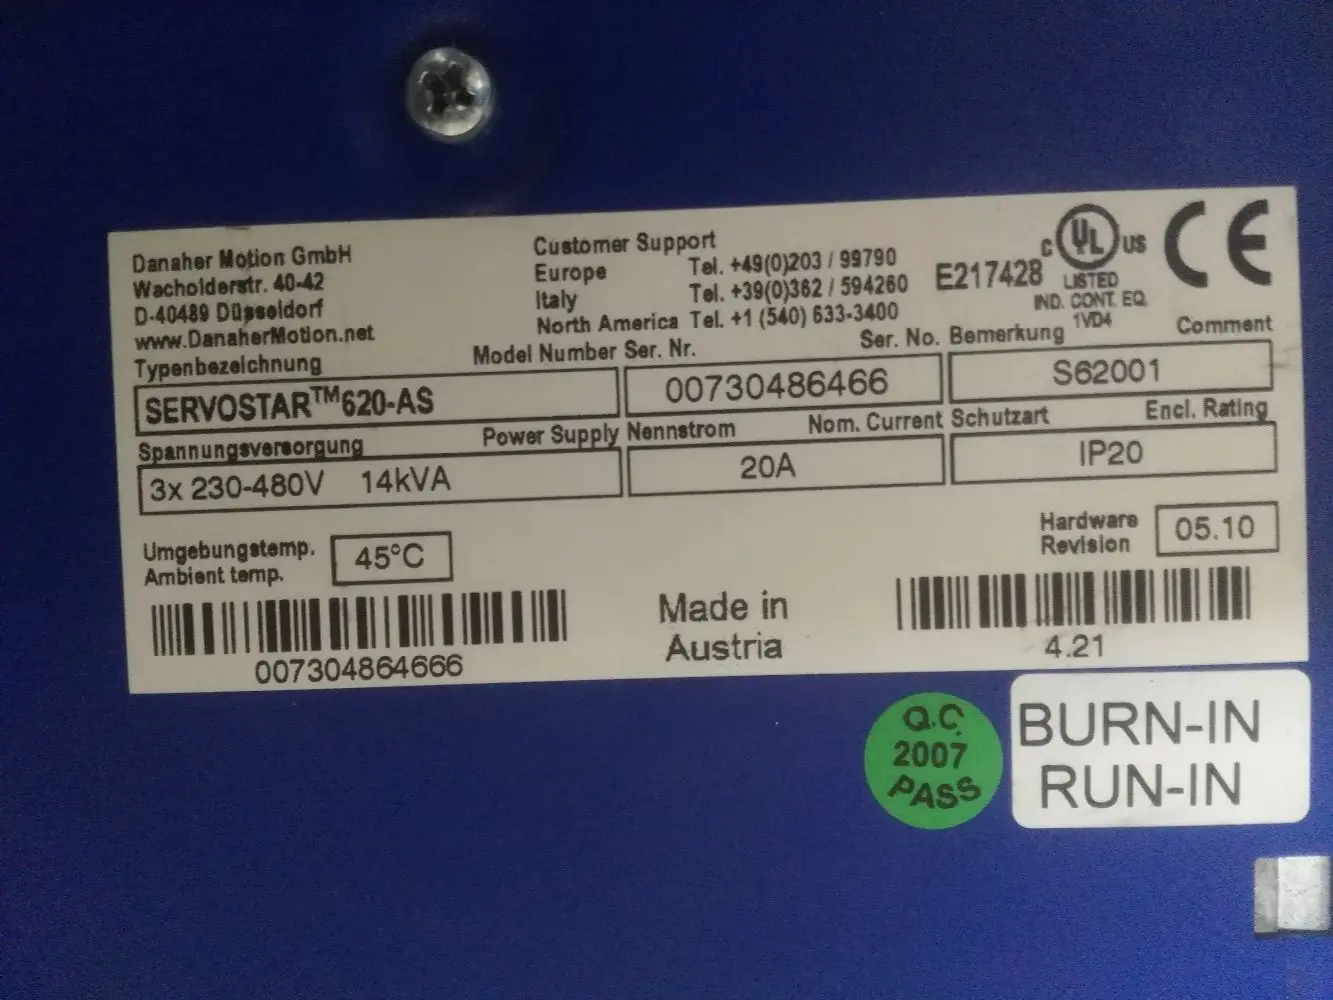 Danaher Motion GmbH
Wacholderstr. 40-42
D-40489 Düsseldorf
www.DanaherMotion.net
Customer Support
Europe Tel. +49(0)203 / 99790
Italy Tel. +39(0)362 / 594260
North America Tel. +1 (540) 633-3400
E217428
C UL US
LISTED
IND. CONT. EQ.
1VD4
CE
Typenbezeichnung Model Number Ser. Nr. Ser. No. Bemerkung Comment
SERVOSTAR™620-AS 00730486466 S62001
Spannungsversorgung Power Supply Nennstrom Nom. Current Schutzart Encl. Rating
3x 230-480V 14kVA 20A IP20
Umgebungstemp.
Ambient temp.
45°C
Hardware
Revision
05.10
007304864666
Made in
Austria
4.21
Q.C.
2007
PASS
BURN-IN
RUN-IN